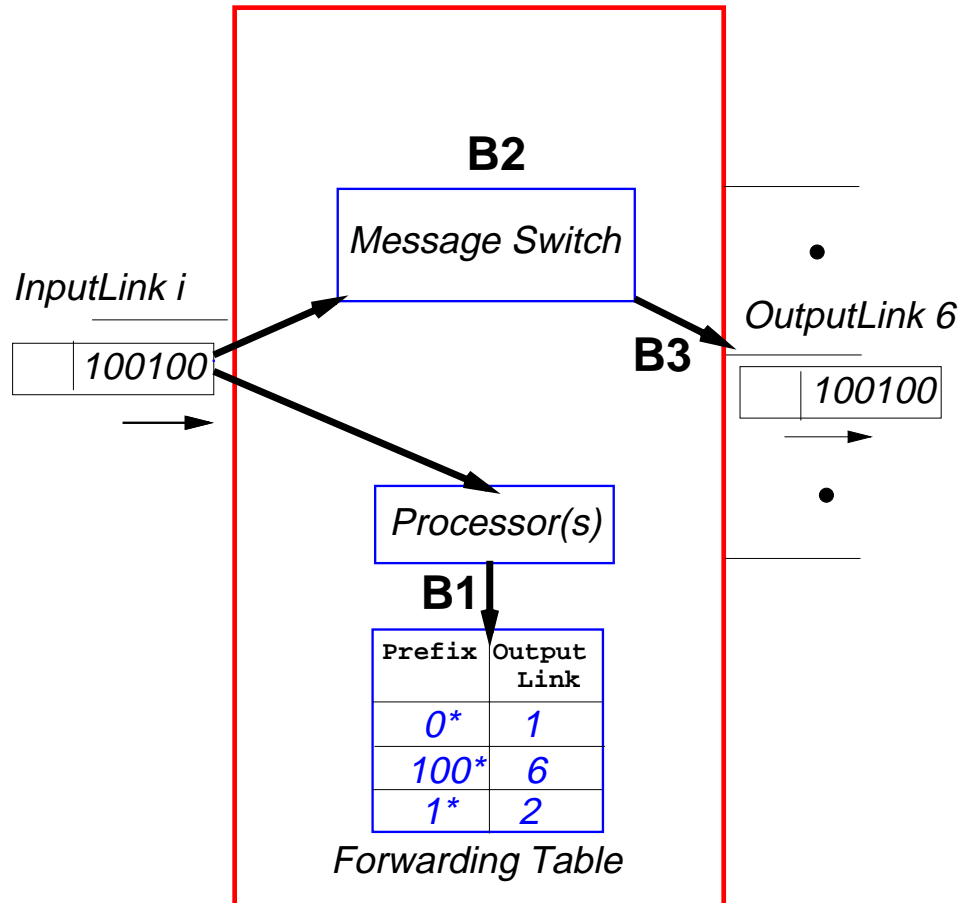 B2
Message Switch
InputLink i
OutputLink 6
B3
100100
100100
Processor(s)
B1
Prefix Output
Link
0* 1
100* 6
1* 2
Forwarding Table